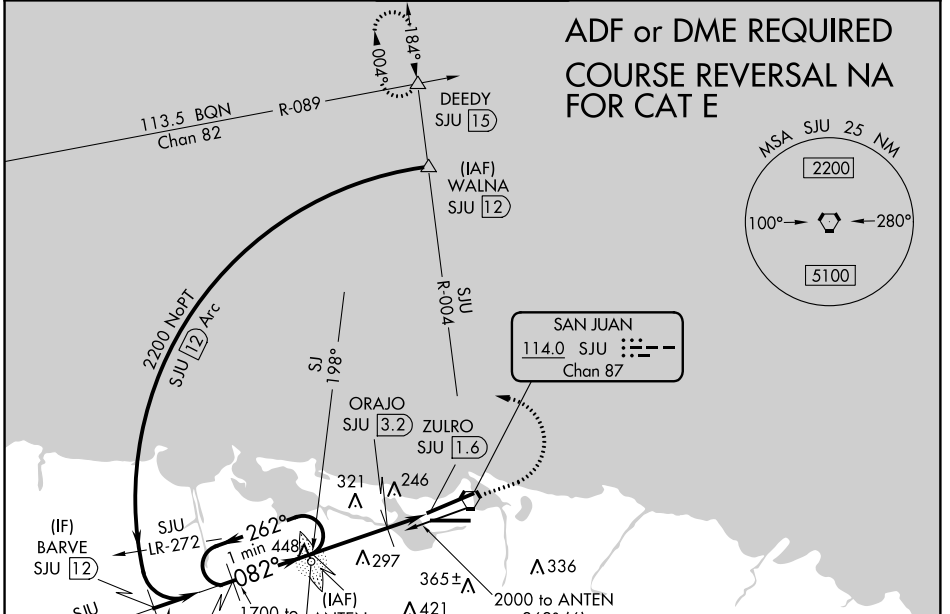 ADF or DME REQUIRED
COURSE REVERSAL NA
FOR CAT E
184°
004°
DEEDY
SJU 15
113.5 BQN R-089
Chan 82
MSA SJU 25 NM
2200
100°
280°
5100
(IAF)
WALNA
SJU 12
SJU
R-004
2200 NoPT
SJU 12 Arc
SJ
198°
SAN JUAN
114.0 SJU
Chan 87
ORAJO
SJU 3.2
ZULRO
SJU 1.6
321
246
(IF)
BARVE
SJU 12
SJU
LR-272
262°
1 min
448
082°
297
365±
336
421
(IAF)
1700 to
2000 to ANTEN
SJU